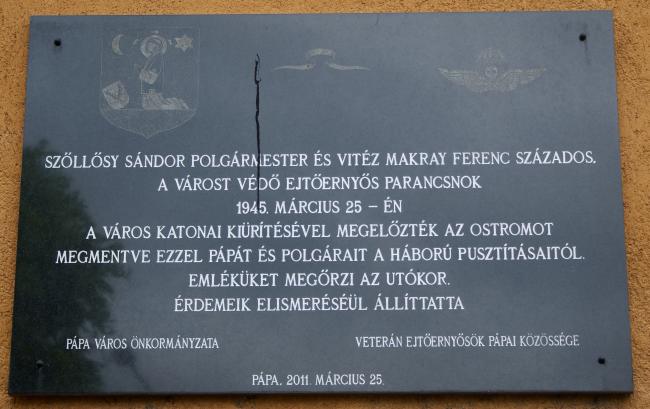 SZŐLLŐSY SÁNDOR POLGÁRMESTER ÉS VITÉZ MAKRAY FERENC SZÁZADOS,
A VÁROST VÉDŐ EJTŐERNYŐS PARANCSNOK
1945. MÁRCIUS 25 – ÉN
A VÁROS KATONAI KIÜRÍTÉSÉVEL MEGELŐZTÉK AZ OSTROMOT
MEGMENTVE EZZEL PÁPÁT ÉS POLGÁRAIT A HÁBORÚ PUSZTÍTÁSAITÓL.
EMLÉKÜKET MEGŐRZI AZ UTÓKOR.
ÉRDEMEIK ELISMERÉSÉÜL ÁLLÍTTATTA
PÁPA VÁROS ÖNKORMÁNYZATA
VETERÁN EJTŐERNYŐSÖK PÁPAI KÖZÖSSÉGE
PÁPA, 2011. MÁRCIUS 25.